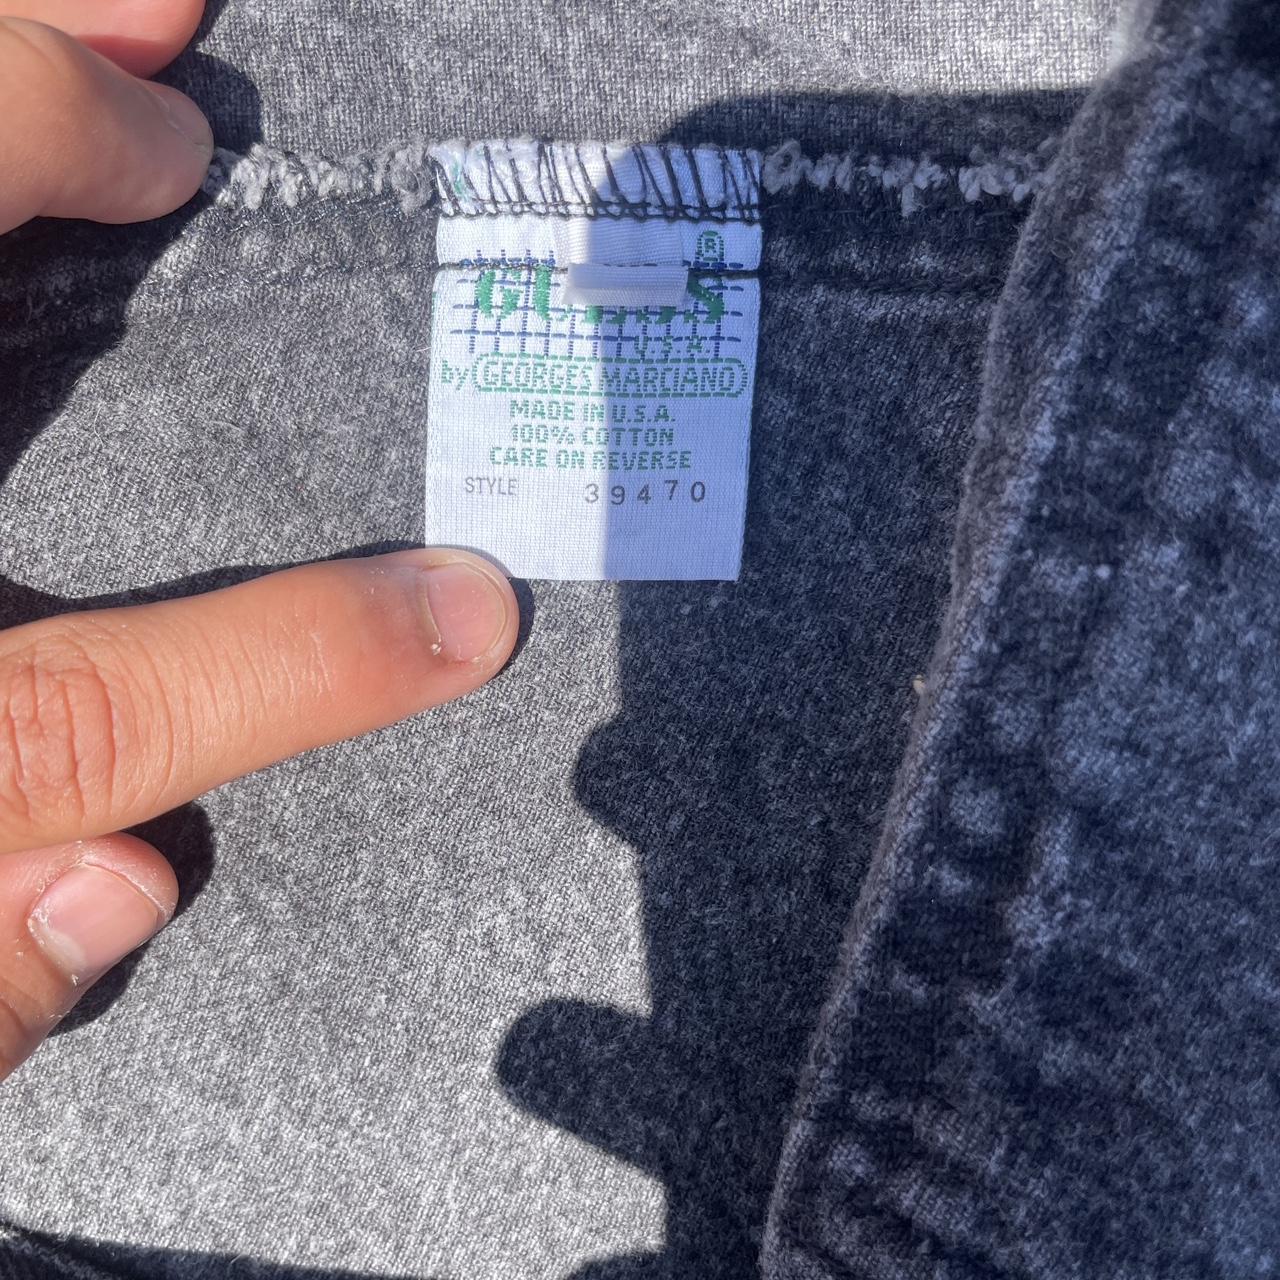 ®
U.S.A.
by GEORGES MARCIANO
MADE IN U.S.A.
100% COTTON
CARE ON REVERSE
STYLE 39470